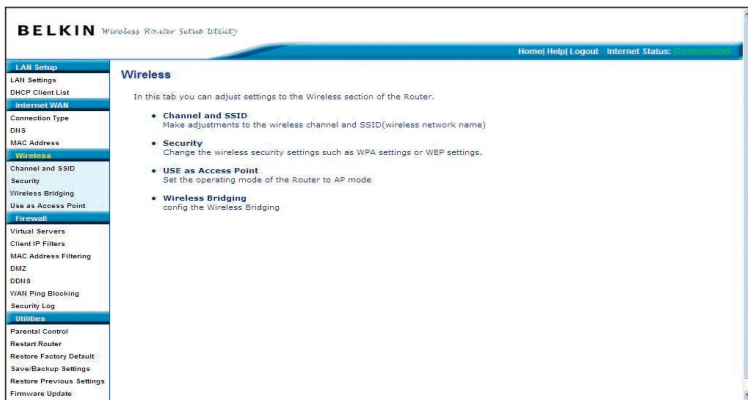 BELKIN Wireless Router Setup Utility
Home| Help| Logout Internet Status: Connected
LAN Setup
LAN Settings
DHCP Client List
Internet WAN
Connection Type
DNS
MAC Address
Wireless
Channel and SSID
Security
Wireless Bridging
Use as Access Point
Firewall
Virtual Servers
Client IP Filters
MAC Address Filtering
DMZ
DDNS
WAN Ping Blocking
Security Log
Utilities
Parental Control
Restart Router
Restore Factory Default
Save/Backup Settings
Restore Previous Settings
Firmware Update
Wireless
In this tab you can adjust settings to the Wireless section of the Router.
• Channel and SSID
Make adjustments to the wireless channel and SSID(wireless network name)
• Security
Change the wireless security settings such as WPA settings or WEP settings.
• USE as Access Point
Set the operating mode of the Router to AP mode
• Wireless Bridging
config the Wireless Bridging